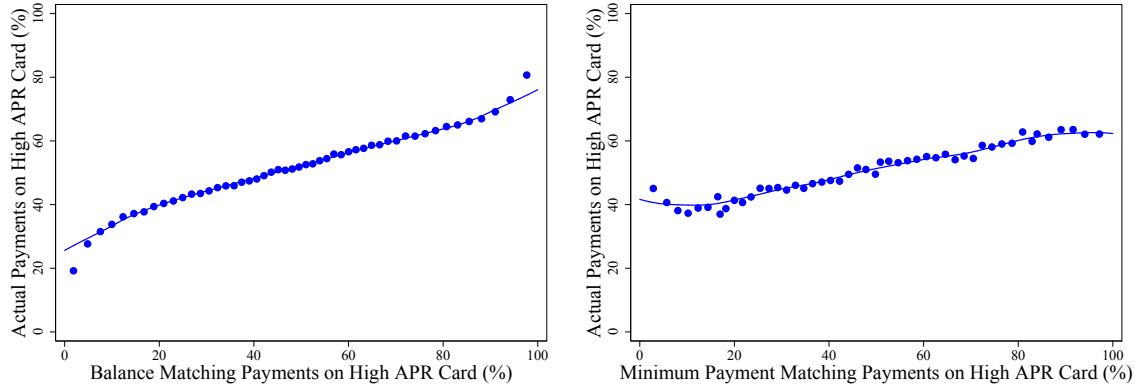 Actual Payments on High APR Card (%)
0 20 40 60 80 100
0 20 40 60 80 100
Balance Matching Payments on High APR Card (%)
Actual Payments on High APR Card (%)
0 20 40 60 80 100
0 20 40 60 80 100
Minimum Payment Matching Payments on High APR Card (%)